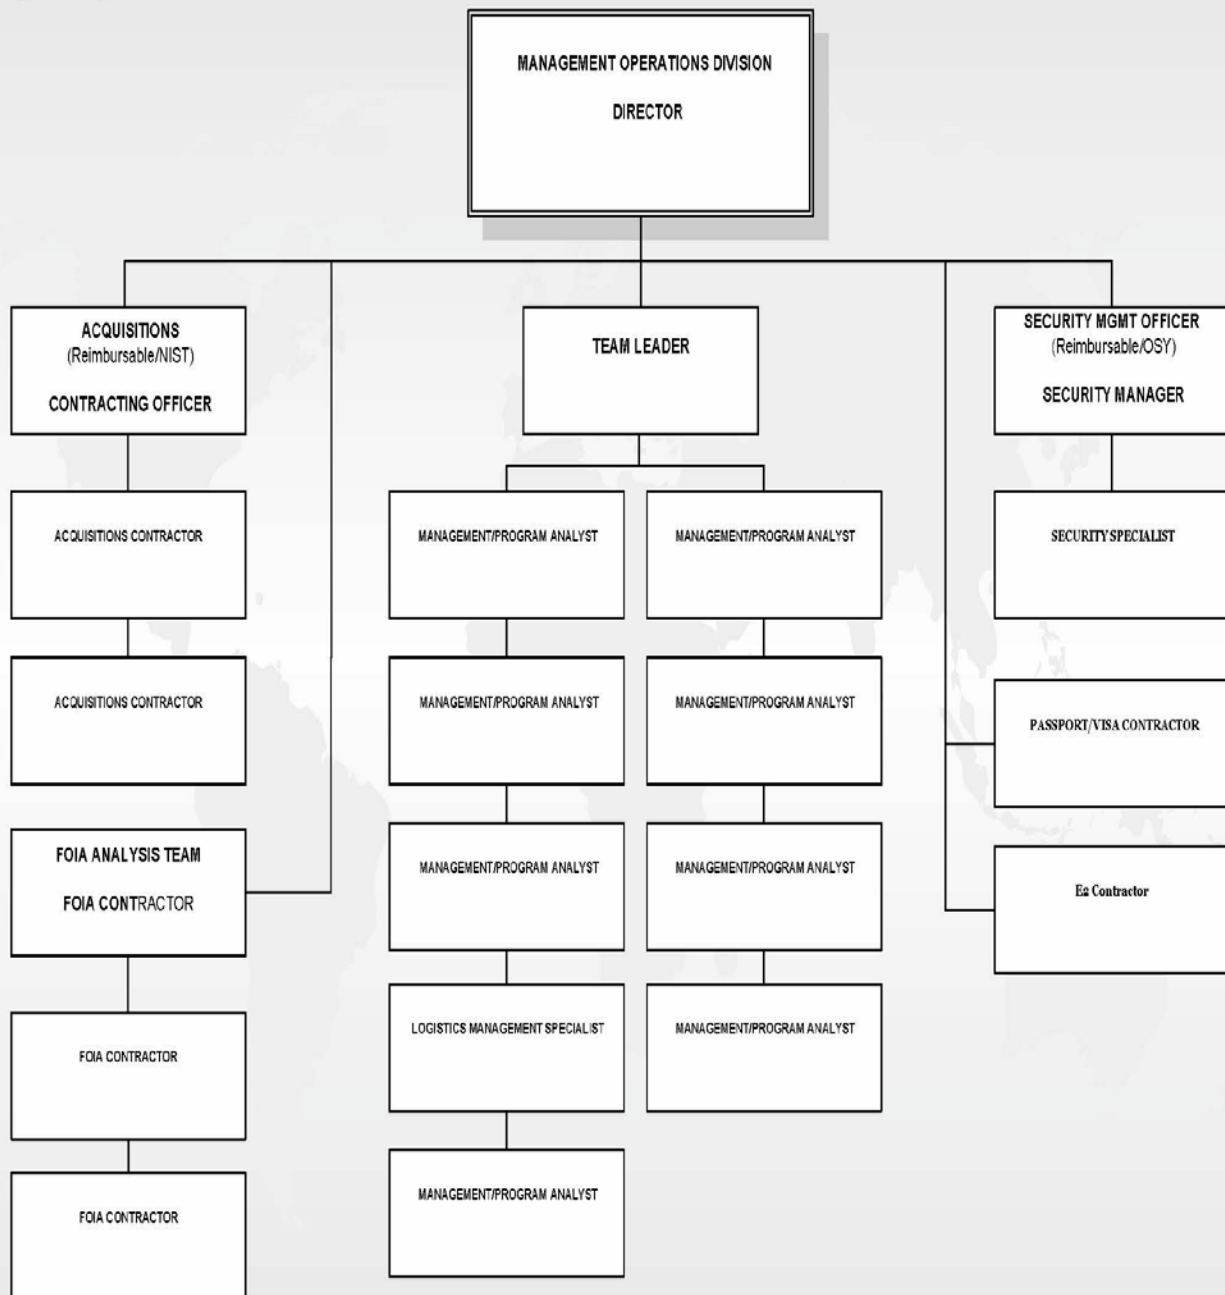 MANAGEMENT OPERATIONS DIVISION
DIRECTOR
ACQUISITIONS
(Reimbursable/NIST)
CONTRACTING OFFICER
TEAM LEADER
SECURITY MGMT OFFICER
(Reimbursable/OSY)
SECURITY MANAGER
ACQUISITIONS CONTRACTOR
MANAGEMENT/PROGRAM ANALYST
MANAGEMENT/PROGRAM ANALYST
SECURITY SPECIALIST
ACQUISITIONS CONTRACTOR
MANAGEMENT/PROGRAM ANALYST
MANAGEMENT/PROGRAM ANALYST
PASSPORT/VISA CONTRACTOR
FOIA ANALYSIS TEAM
FOIA CONTRACTOR
MANAGEMENT/PROGRAM ANALYST
MANAGEMENT/PROGRAM ANALYST
E2 Contractor
FOIA CONTRACTOR
LOGISTICS MANAGEMENT SPECIALIST
MANAGEMENT/PROGRAM ANALYST
FOIA CONTRACTOR
MANAGEMENT/PROGRAM ANALYST